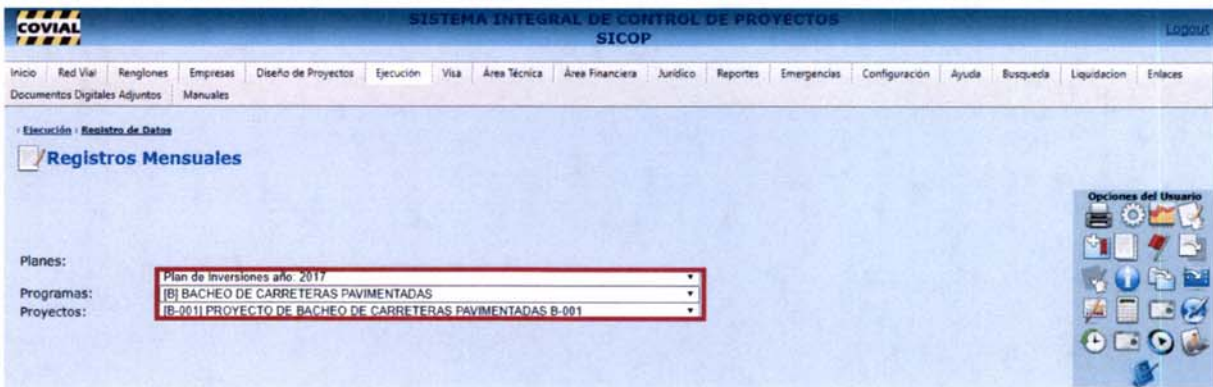 COVIAL
SISTEMA INTEGRAL DE CONTROL DE PROYECTOS
SICOP
Logout
Inicio Red Vial Renglones Empresas Diseño de Proyectos Ejecución Visa Área Técnica Área Financiera Jurídico Reportes Emergencias Configuración Ayuda Busqueda Liquidacion Enlaces
Documentos Digitales Adjuntos Manuales
Ejecución Registro de Datos
Registros Mensuales
Opciones del Usuario
Planes:
Plan de Inversiones año: 2017
Programas: [B] BACHEO DE CARRETERAS PAVIMENTADAS
Proyectos: [B-001] PROYECTO DE BACHEO DE CARRETERAS PAVIMENTADAS B-001